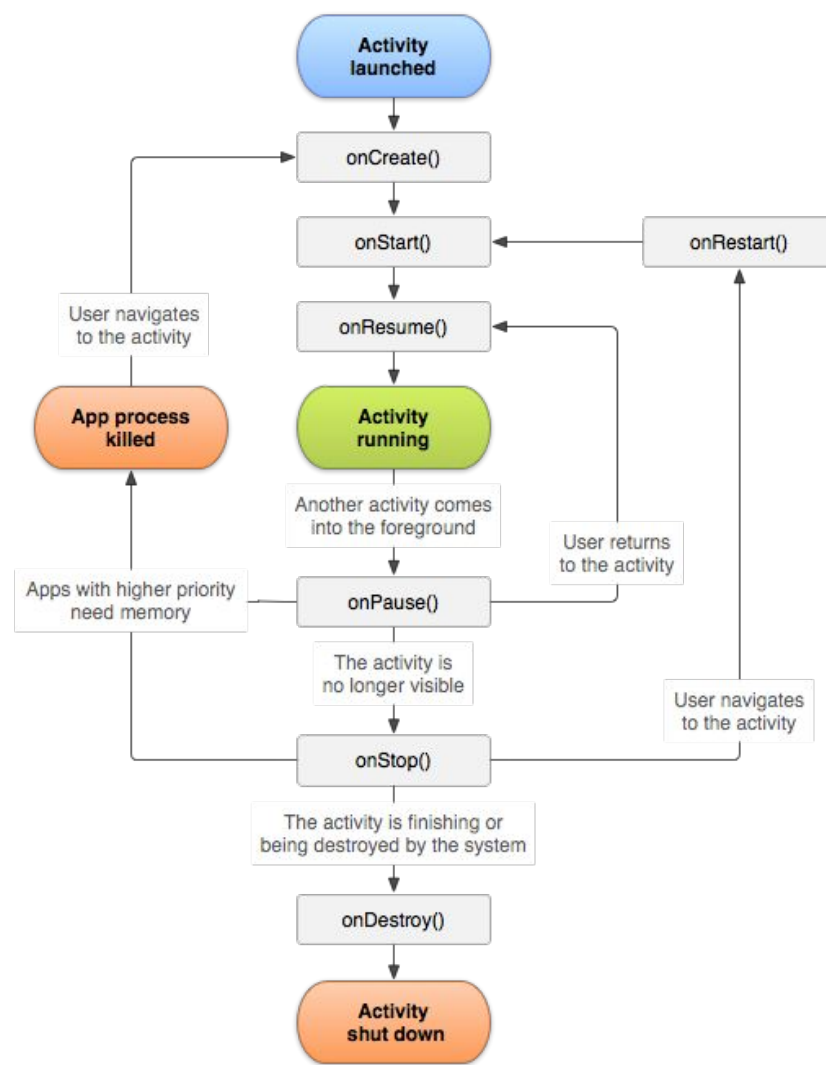 Activity
launched
onCreate()
onStart()
onRestart()
User navigates
to the activity
onResume()
App process
killed
Activity
running
Another activity comes
into the foreground
User returns
to the activity
Apps with higher priority
need memory
onPause()
The activity is
no longer visible
User navigates
to the activity
onStop()
The activity is finishing or
being destroyed by the system
onDestroy()
Activity
shut down